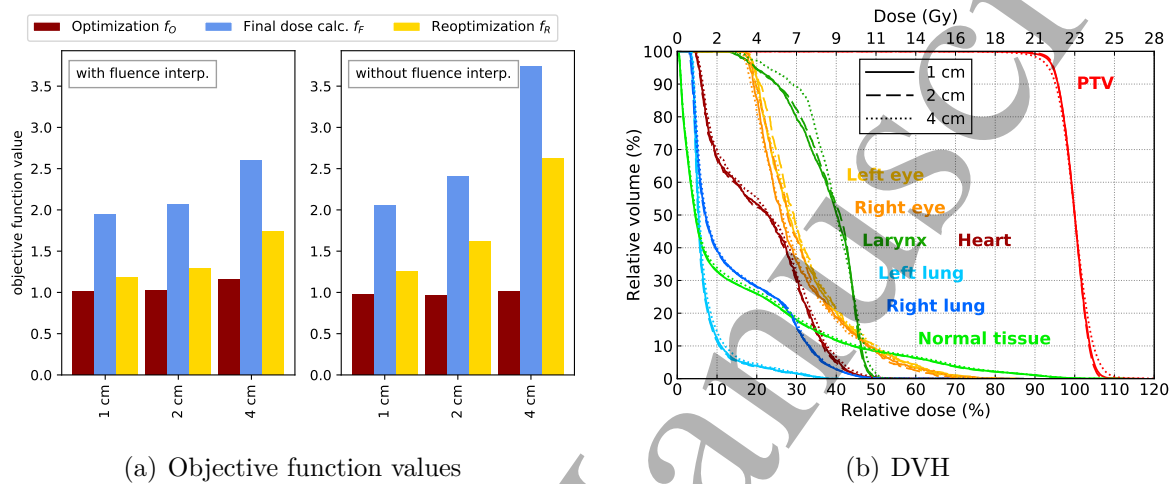 Optimization f_O Final dose calc. f_F Reoptimization f_R
with fluence interp.
without fluence interp.
objective function value
3.5
3.0
2.5
2.0
1.5
1.0
0.5
0.0
1 cm
2 cm
4 cm
1 cm
2 cm
4 cm
(a) Objective function values
Dose (Gy)
0 2 4 7 9 11 14 16 18 21 23 25 28
100
90
80
70
60
50
40
30
20
10
0
Relative volume (%)
1 cm
2 cm
4 cm
PTV
Left eye
Right eye
Larynx Heart
Left lung
Right lung
Normal tissue
0 10 20 30 40 50 60 70 80 90 100 110 120
Relative dose (%)
(b) DVH
anusc